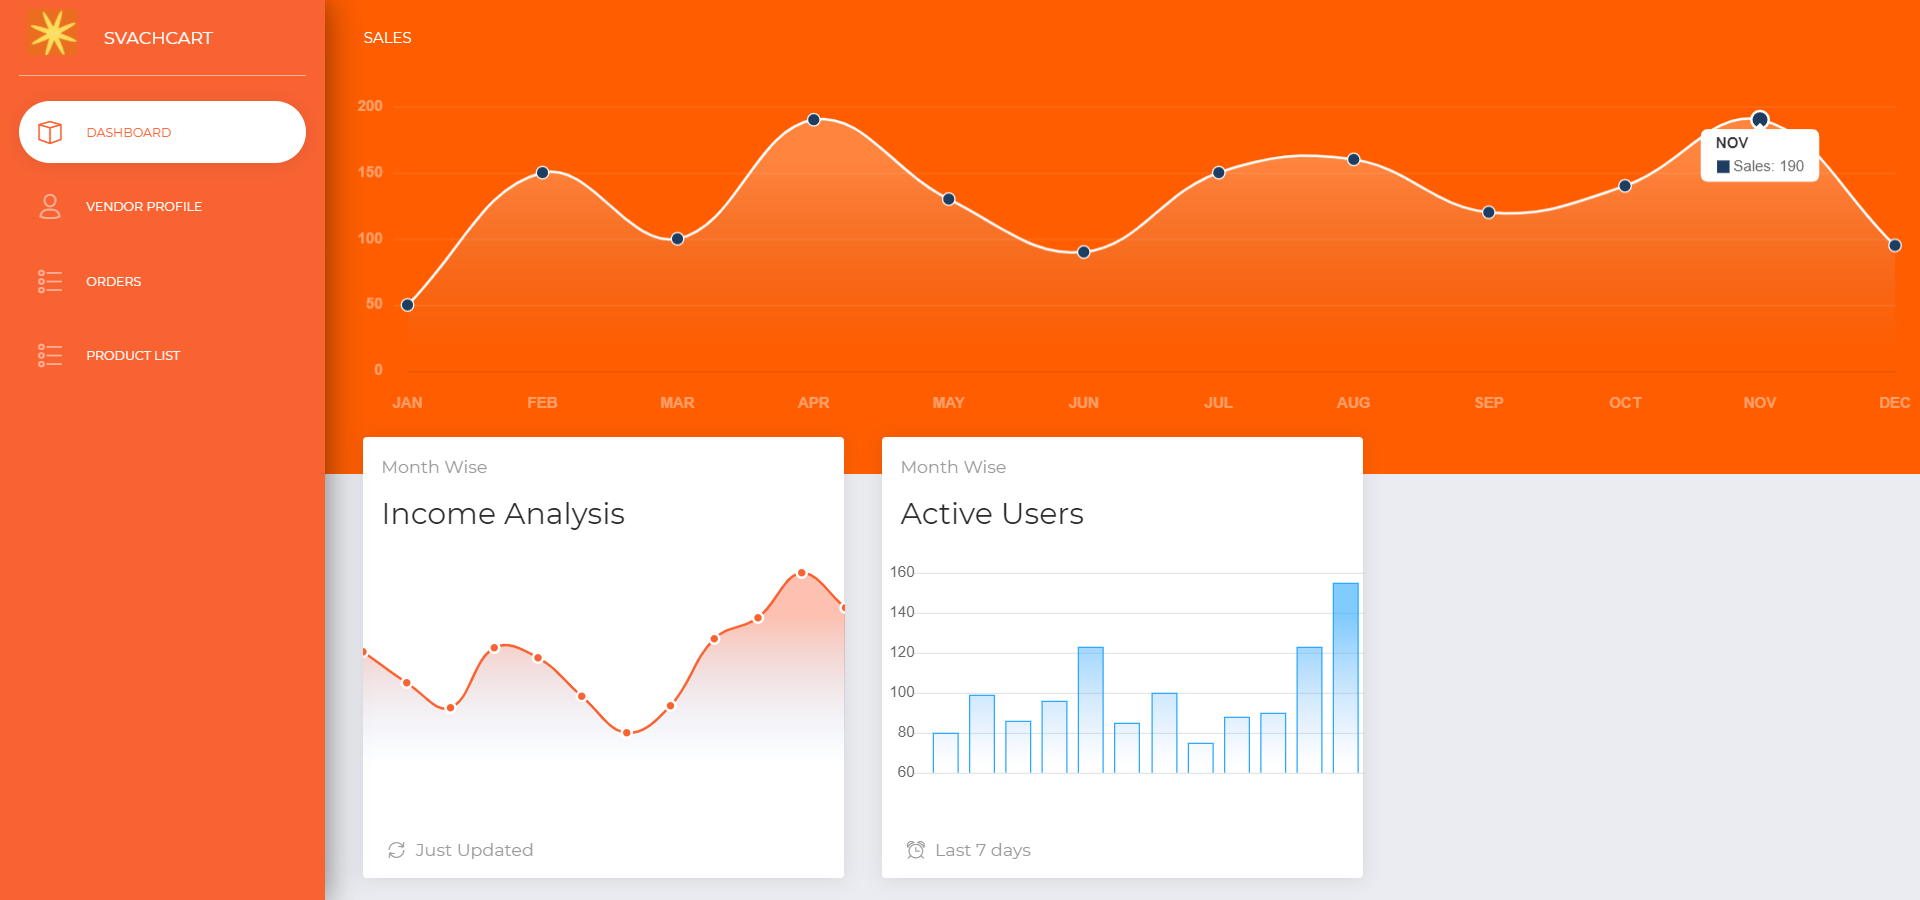 SVACHCART
DASHBOARD
VENDOR PROFILE
ORDERS
PRODUCT LIST
SALES
200
150
100
50
0
NOV
Sales: 190
JAN FEB MAR APR MAY JUN JUL AUG SEP OCT NOV DEC
Month Wise
Income Analysis
Just Updated
Month Wise
Active Users
160
140
120
100
80
60
Last 7 days